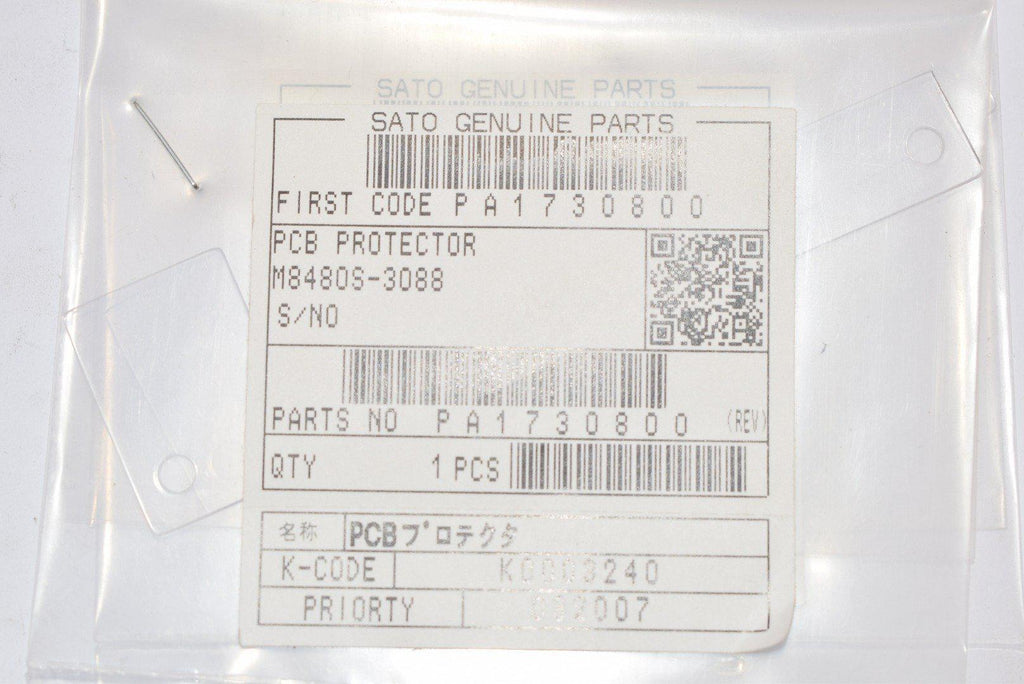 SATO GENUINE PARTS
SATO GENUINE PARTS
FIRST CODE PA1730800
PCB PROTECTOR
M8480S-3088
S/NO
PARTS NO PA1730800 (REV)
QTY 1 PCS
名称 PCBプロテクタ
K-CODE
PRIORTY